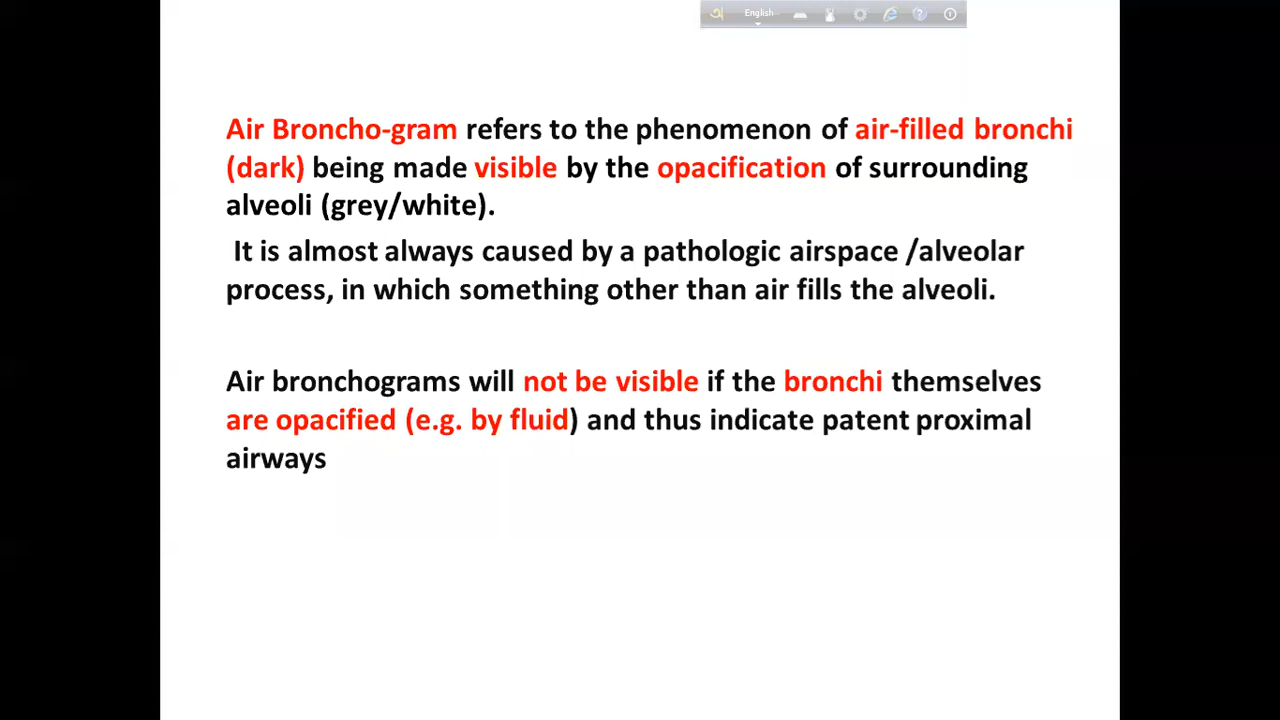 English
Air Broncho-gram refers to the phenomenon of air-filled bronchi
(dark) being made visible by the opacification of surrounding
alveoli (grey/white).
It is almost always caused by a pathologic airspace /alveolar
process, in which something other than air fills the alveoli.
Air bronchograms will not be visible if the bronchi themselves
are opacified (e.g. by fluid) and thus indicate patent proximal
airways